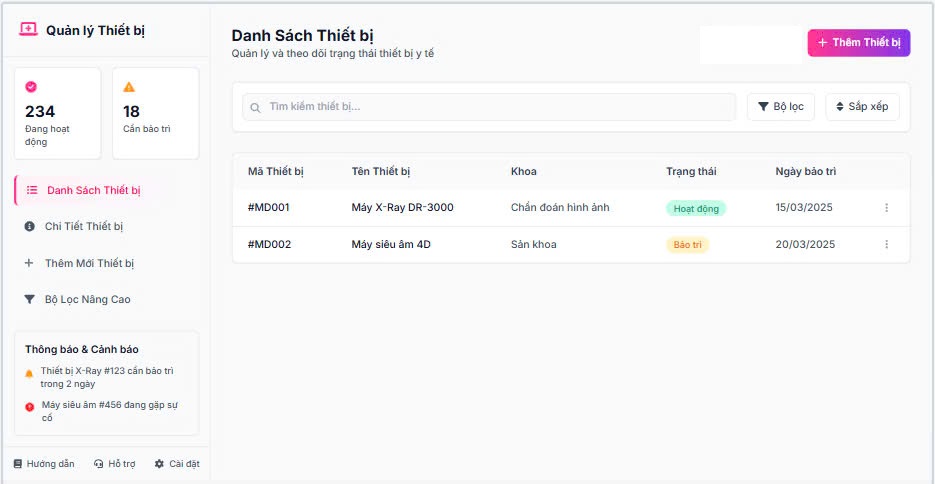 Quản lý Thiết bị
234
Đang hoạt
động
18
Cần bảo trì
Danh Sách Thiết bị
Chi Tiết Thiết bị
Thêm Mới Thiết bị
Bộ Lọc Nâng Cao
Thông báo & Cảnh báo
Thiết bị X-Ray #123 cần bảo trì
trong 2 ngày
Máy siêu âm #456 đang gặp sự
cố
Hướng dẫn Hỗ trợ Cài đặt
Danh Sách Thiết bị
Quản lý và theo dõi trạng thái thiết bị y tế
Thêm Thiết bị
Tìm kiếm thiết bị...
Bộ lọc
Sắp xếp
Mã Thiết bị Tên Thiết bị Khoa Trạng thái Ngày bảo trì
#MD001 Máy X-Ray DR-3000 Chẩn đoán hình ảnh Hoạt động 15/03/2025
#MD002 Máy siêu âm 4D Sản khoa Bảo trì 20/03/2025